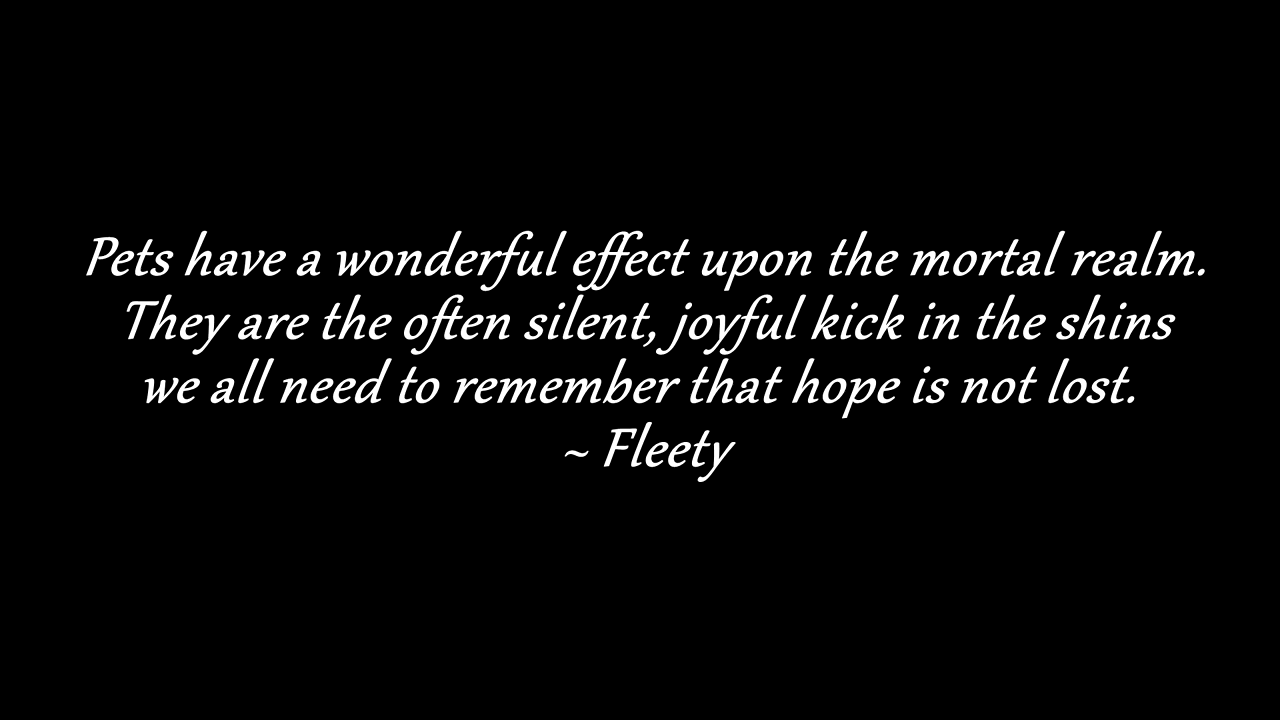 Pets have a wonderful effect upon the mortal realm.
They are the often silent, joyful kick in the shins
we all need to remember that hope is not lost.
~ Fleety